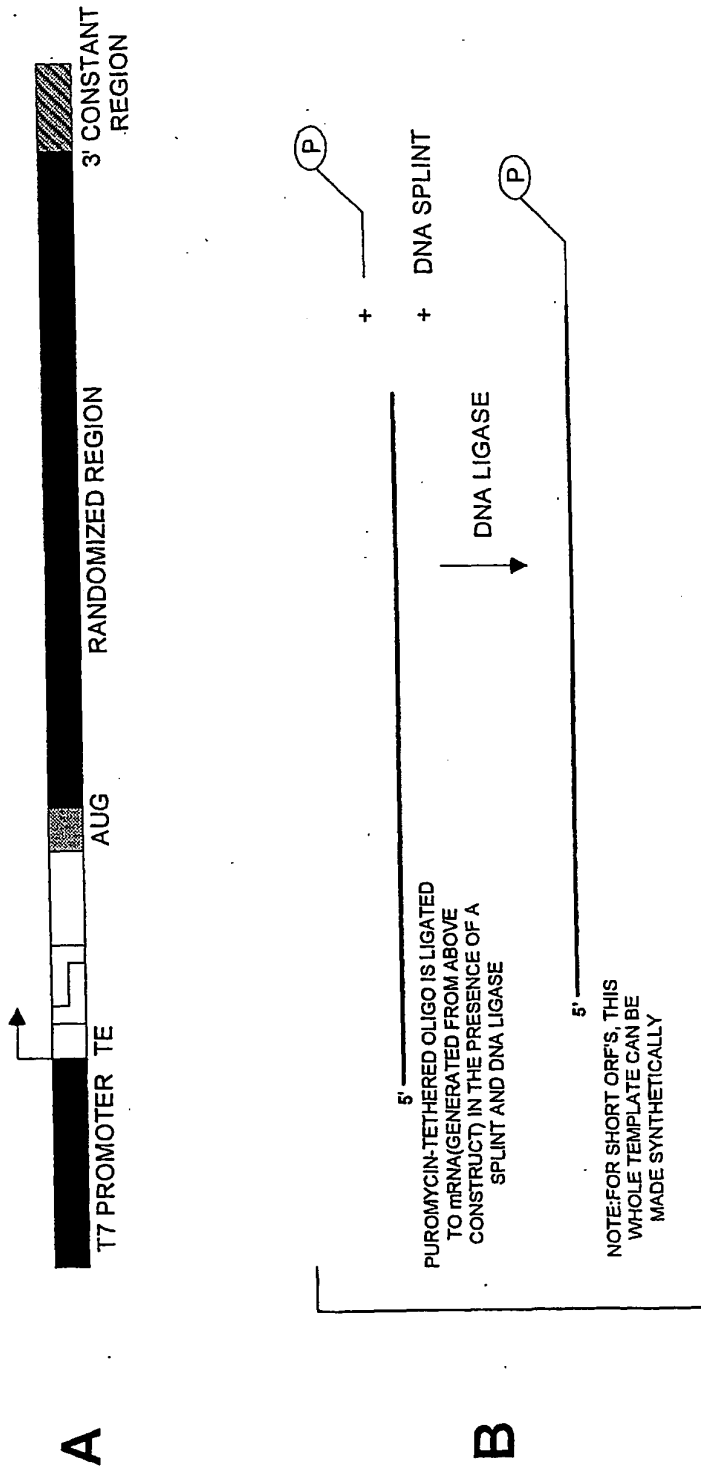 A
T7 PROMOTER TE AUG RANDOMIZED REGION 3' CONSTANT
REGION
B
5'
+ P
+ DNA SPLINT
PUROMYCIN-TETHERED OLIGO IS LIGATED
TO mRNA(GENERATED FROM ABOVE
CONSTRUCT) IN THE PRESENCE OF A
SPLINT AND DNA LIGASE
DNA LIGASE
5'
P
NOTE:FOR SHORT ORF'S, THIS
WHOLE TEMPLATE CAN BE
MADE SYNTHETICALLY